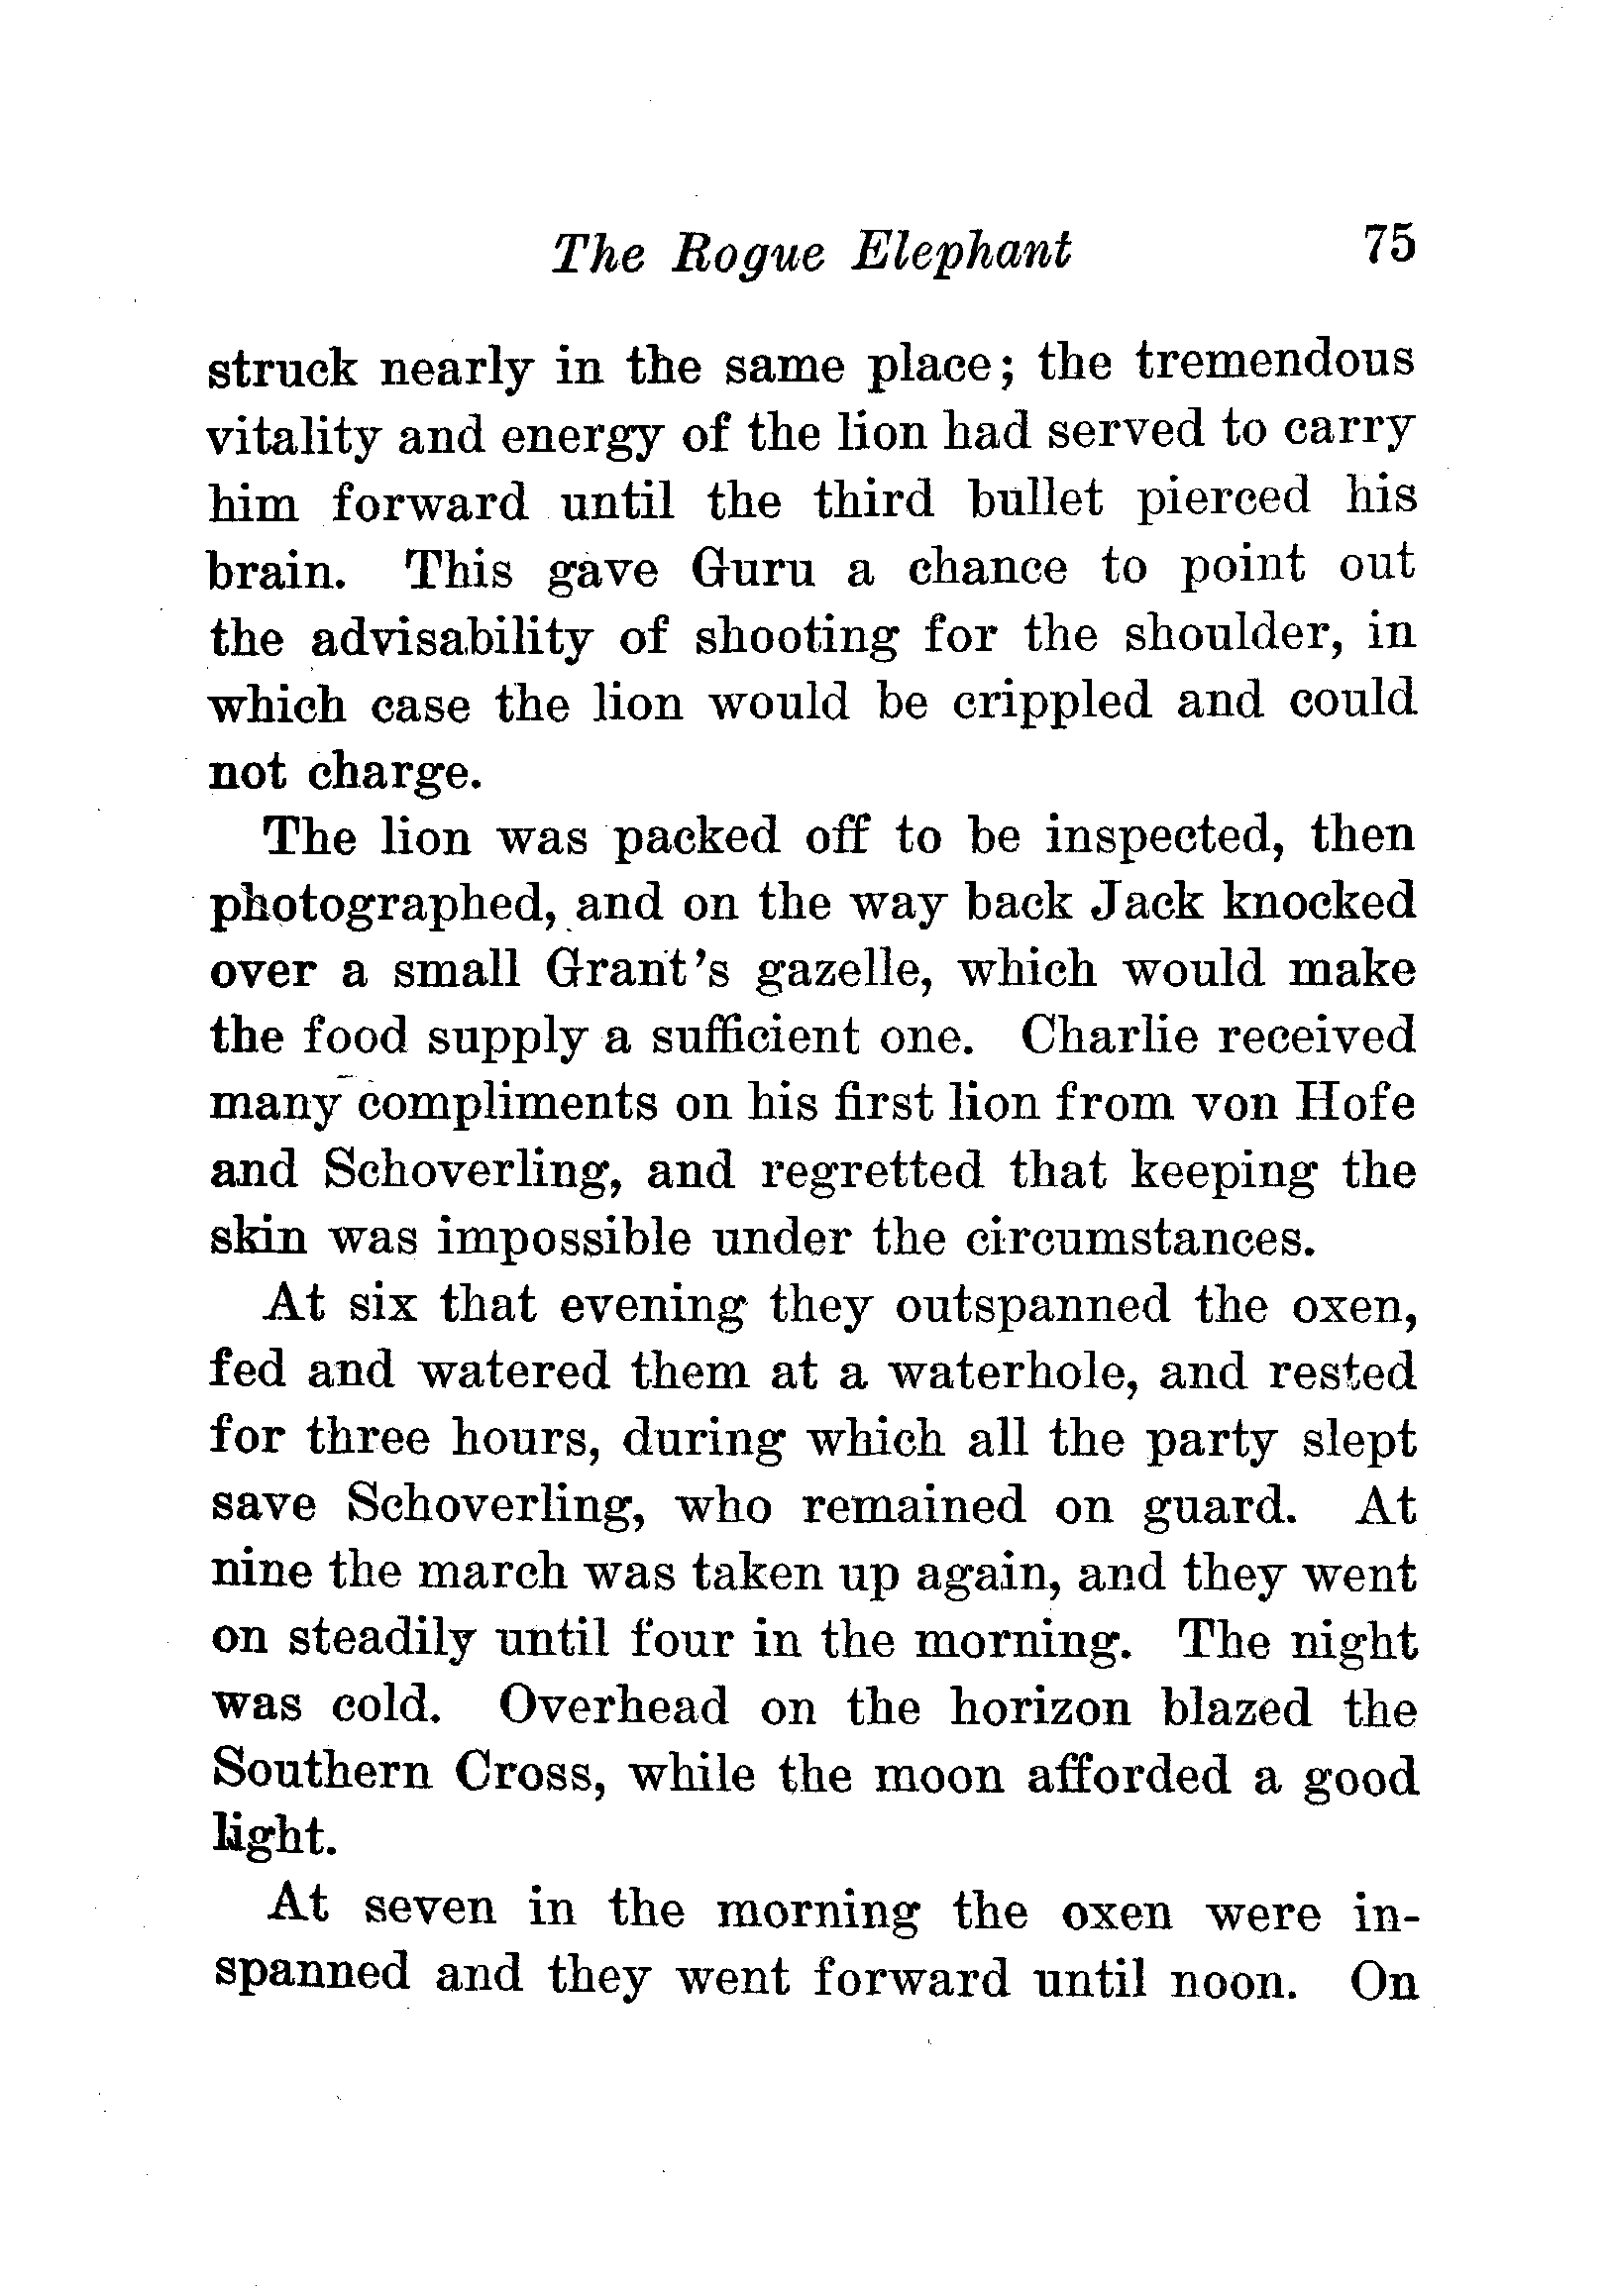 The Rogue Elephant 75
struck nearly in the same place; the tremendous
vitality and energy of the lion had served to carry
him forward until the third bullet pierced his
brain. This gave Guru a chance to point out
the advisability of shooting for the shoulder, in
which case the lion would be crippled and could
not charge.
The lion was packed off to be inspected, then
photographed, and on the way back Jack knocked
over a small Grant's gazelle, which would make
the food supply a sufficient one. Charlie received
many compliments on his first lion from von Hofe
and Schoverling, and regretted that keeping the
skin was impossible under the circumstances.
At six that evening they outspanned the oxen,
fed and watered them at a waterhole, and rested
for three hours, during which all the party slept
save Schoverling, who remained on guard. At
nine the march was taken up again, and they went
on steadily until four in the morning. The night
was cold. Overhead on the horizon blazed the
Southern Cross, while the moon afforded a good
light.
At seven in the morning the oxen were in-
spanned and they went forward until noon. On